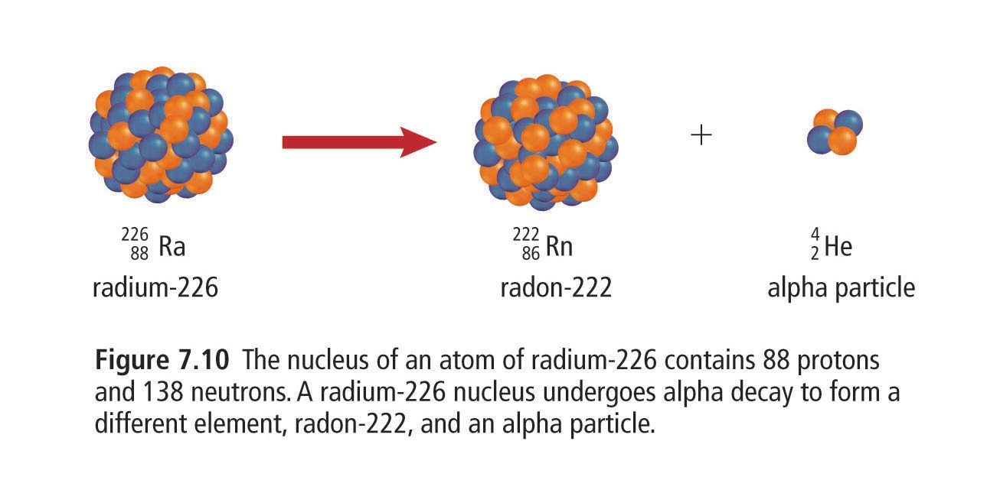 226
88 Ra
222
86 Rn
4
2 He
+
radium-226
radon-222
alpha particle
Figure 7.10 The nucleus of an atom of radium-226 contains 88 protons
and 138 neutrons. A radium-226 nucleus undergoes alpha decay to form a
different element, radon-222, and an alpha particle.